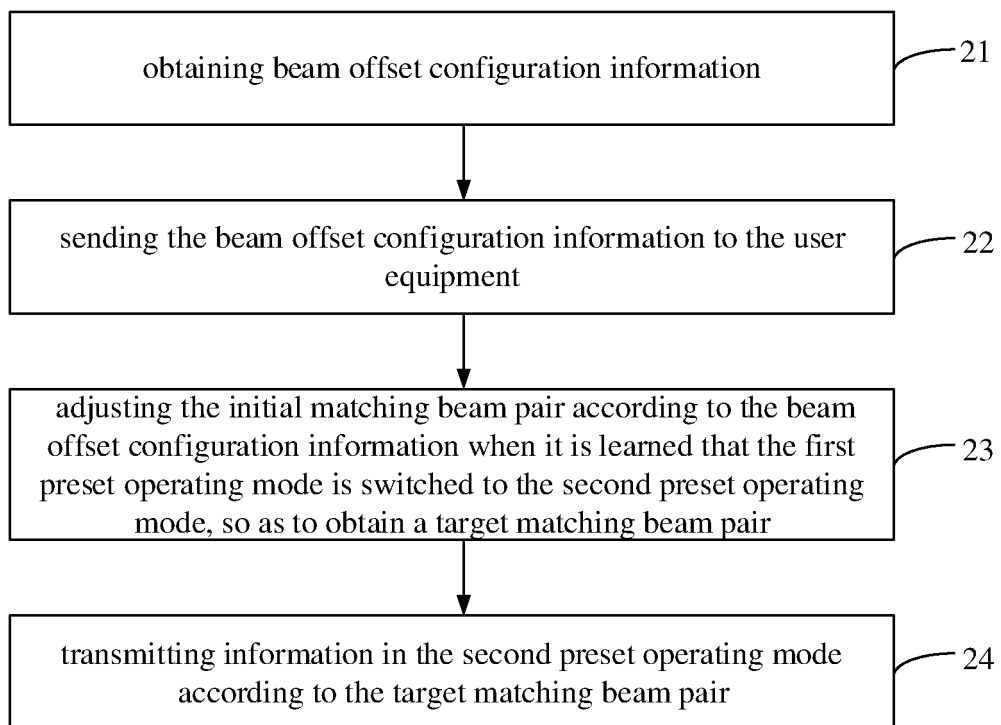 obtaining beam offset configuration information
21
sending the beam offset configuration information to the user
equipment
22
adjusting the initial matching beam pair according to the beam
offset configuration information when it is learned that the first
preset operating mode is switched to the second preset operating
mode, so as to obtain a target matching beam pair
23
transmitting information in the second preset operating mode
according to the target matching beam pair
24